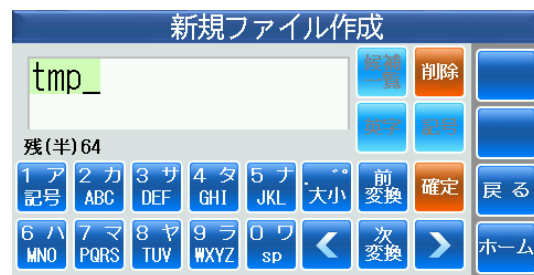 新規ファイル作成
tmp_
候補一覧
削除
英字
記号
残(半)64
1 ア 記号
2 カ ABC
3 サ DEF
4 タ GHI
5 ナ JKL
.゛゜大小
前変換
確定
戻る
6 ハ MNO
7 マ PQRS
8 ヤ TUV
9 ラ WXYZ
0 ワ sp
<
次変換
>
ホーム